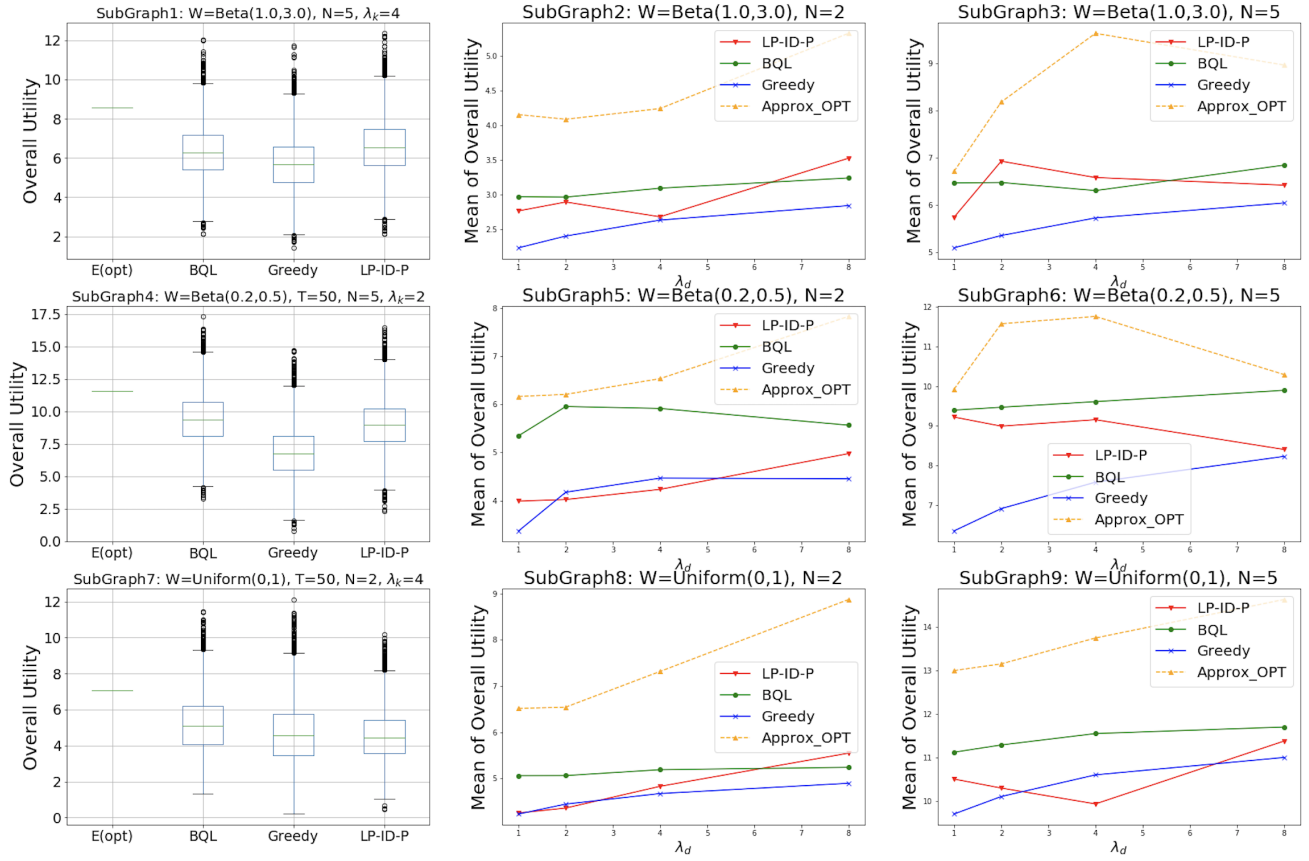 SubGraph1: W=Beta(1.0,3.0), N=5, λk=4
Overall Utility
12
10
8
6
4
2
E(opt) BQL Greedy LP-ID-P
SubGraph2: W=Beta(1.0,3.0), N=2
Mean of Overall Utility
5.0
4.5
4.0
3.5
3.0
2.5
1 2 3 4 5 6 7 8
λd
LP-ID-P
BQL
Greedy
Approx_OPT
SubGraph3: W=Beta(1.0,3.0), N=5
Mean of Overall Utility
9
8
7
6
5
1 2 3 4 5 6 7 8
λd
LP-ID-P
BQL
Greedy
Approx_OPT
SubGraph4: W=Beta(0.2,0.5), T=50, N=5, λk=2
Overall Utility
17.5
15.0
12.5
10.0
7.5
5.0
2.5
0.0
E(opt) BQL Greedy LP-ID-P
SubGraph5: W=Beta(0.2,0.5), N=2
Mean of Overall Utility
8
7
6
5
4
1 2 3 4 5 6 7 8
λd
LP-ID-P
BQL
Greedy
Approx_OPT
SubGraph6: W=Beta(0.2,0.5), N=5
Mean of Overall Utility
12
11
10
9
8
7
1 2 3 4 5 6 7 8
λd
LP-ID-P
BQL
Greedy
Approx_OPT
SubGraph7: W=Uniform(0,1), T=50, N=2, λk=4
Overall Utility
12
10
8
6
4
2
0
E(opt) BQL Greedy LP-ID-P
SubGraph8: W=Uniform(0,1), N=2
Mean of Overall Utility
9
8
7
6
5
4
1 2 3 4 5 6 7 8
λd
LP-ID-P
BQL
Greedy
Approx_OPT
SubGraph9: W=Uniform(0,1), N=5
Mean of Overall Utility
14
13
12
11
10
1 2 3 4 5 6 7 8
λd
LP-ID-P
BQL
Greedy
Approx_OPT